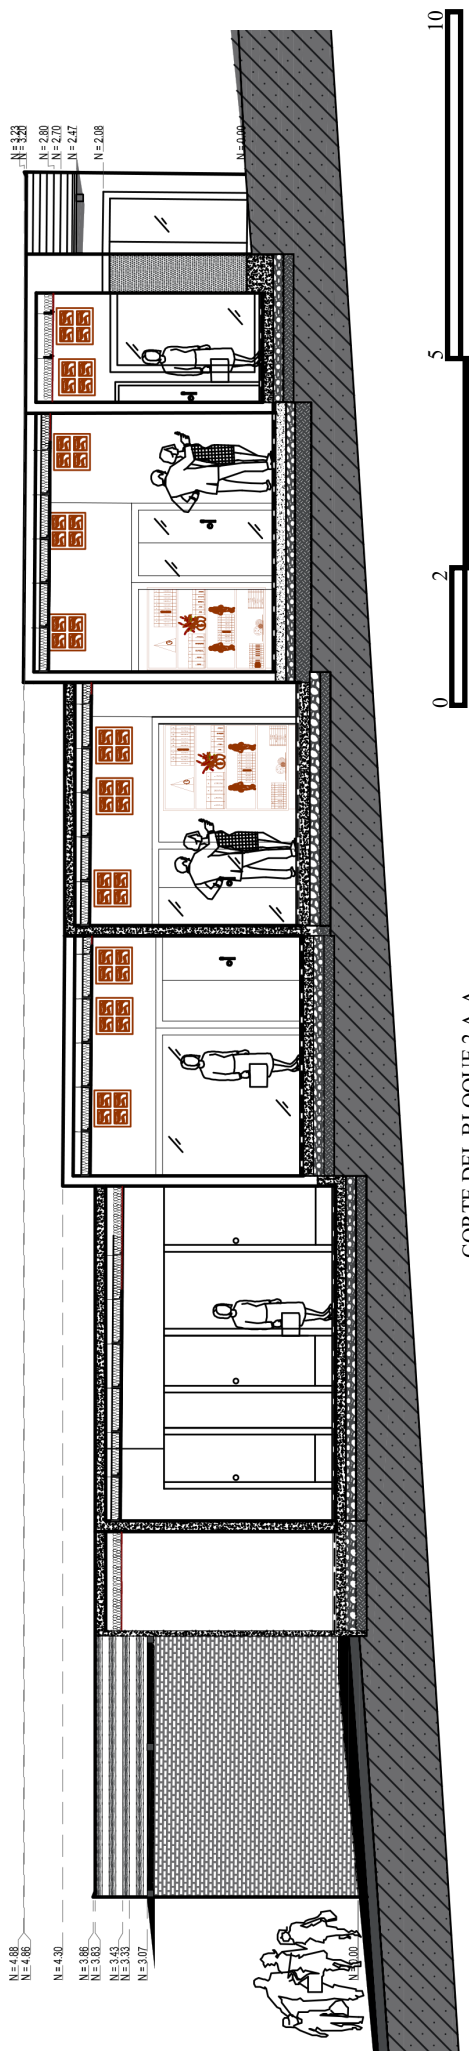 N = 3.23
N = 3.20
N = 2.80
N = 2.70
N = 2.47
N = 2.08
N = 0.00
N = 4.88
N = 4.86
N = 4.30
N = 3.86
N = 3.83
N = 3.43
N = 3.33
N = 3.07
N = 0.00
0
2
5
10
CORTE DEL BLOQUE 2 A-A